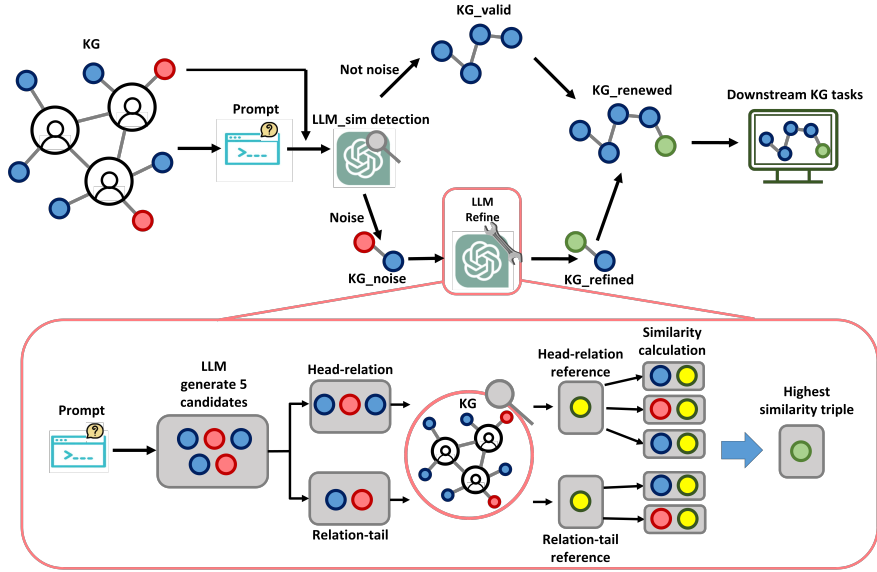 KG
KG_valid
Not noise
KG_renewed
Downstream KG tasks
Prompt
?
>_---
LLM_sim detection
Noise
KG_noise
LLM
Refine
KG_refined
Prompt
?
>_---
LLM
generate 5
candidates
Head-relation
Relation-tail
KG
Head-relation
reference
Relation-tail
reference
Similarity
calculation
Highest
similarity triple